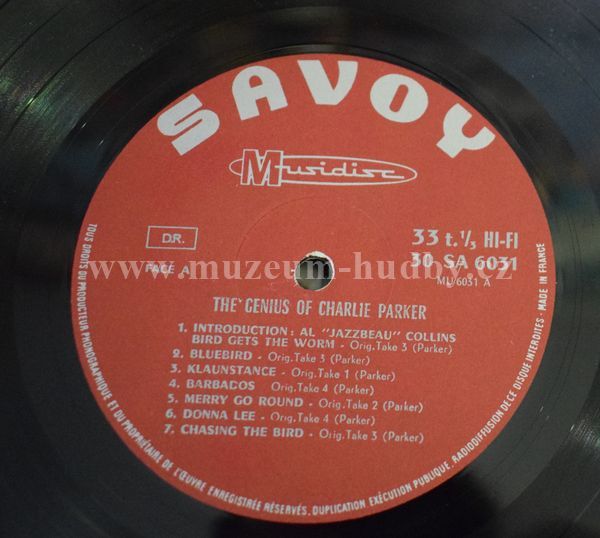 SAVOY
Musidisc
D.R.
FACE A
33 t. 1/3 HI-FI
30 SA 6031
MU/6031 A
www.muzeum-hudby.cz
THE GENIUS OF CHARLIE PARKER
1. INTRODUCTION: AL "JAZZBEAU" COLLINS
BIRD GETS THE WORM - Orig. Take 3 (Parker)
2. BLUEBIRD - Orig. Take 3 (Parker)
3. KLAUNSTANCE - Orig. Take 1 (Parker)
4. BARBADOS Orig. Take 4 (Parker)
5. MERRY GO ROUND - Orig. Take 2 (Parker)
6. DONNA LEE - Orig. Take 4 (Parker)
7. CHASING THE BIRD - Orig. Take 3 (Parker)
TOUS DROITS DU PRODUCTEUR PHONOGRAPHIQUE ET DU PROPRIÉTAIRE DE L'ŒUVRE ENREGISTRÉE RÉSERVÉS. DUPLICATION EXÉCUTION PUBLIQUE, RADIODIFFUSION DE CE DISQUE INTERDITES - MADE IN FRANCE